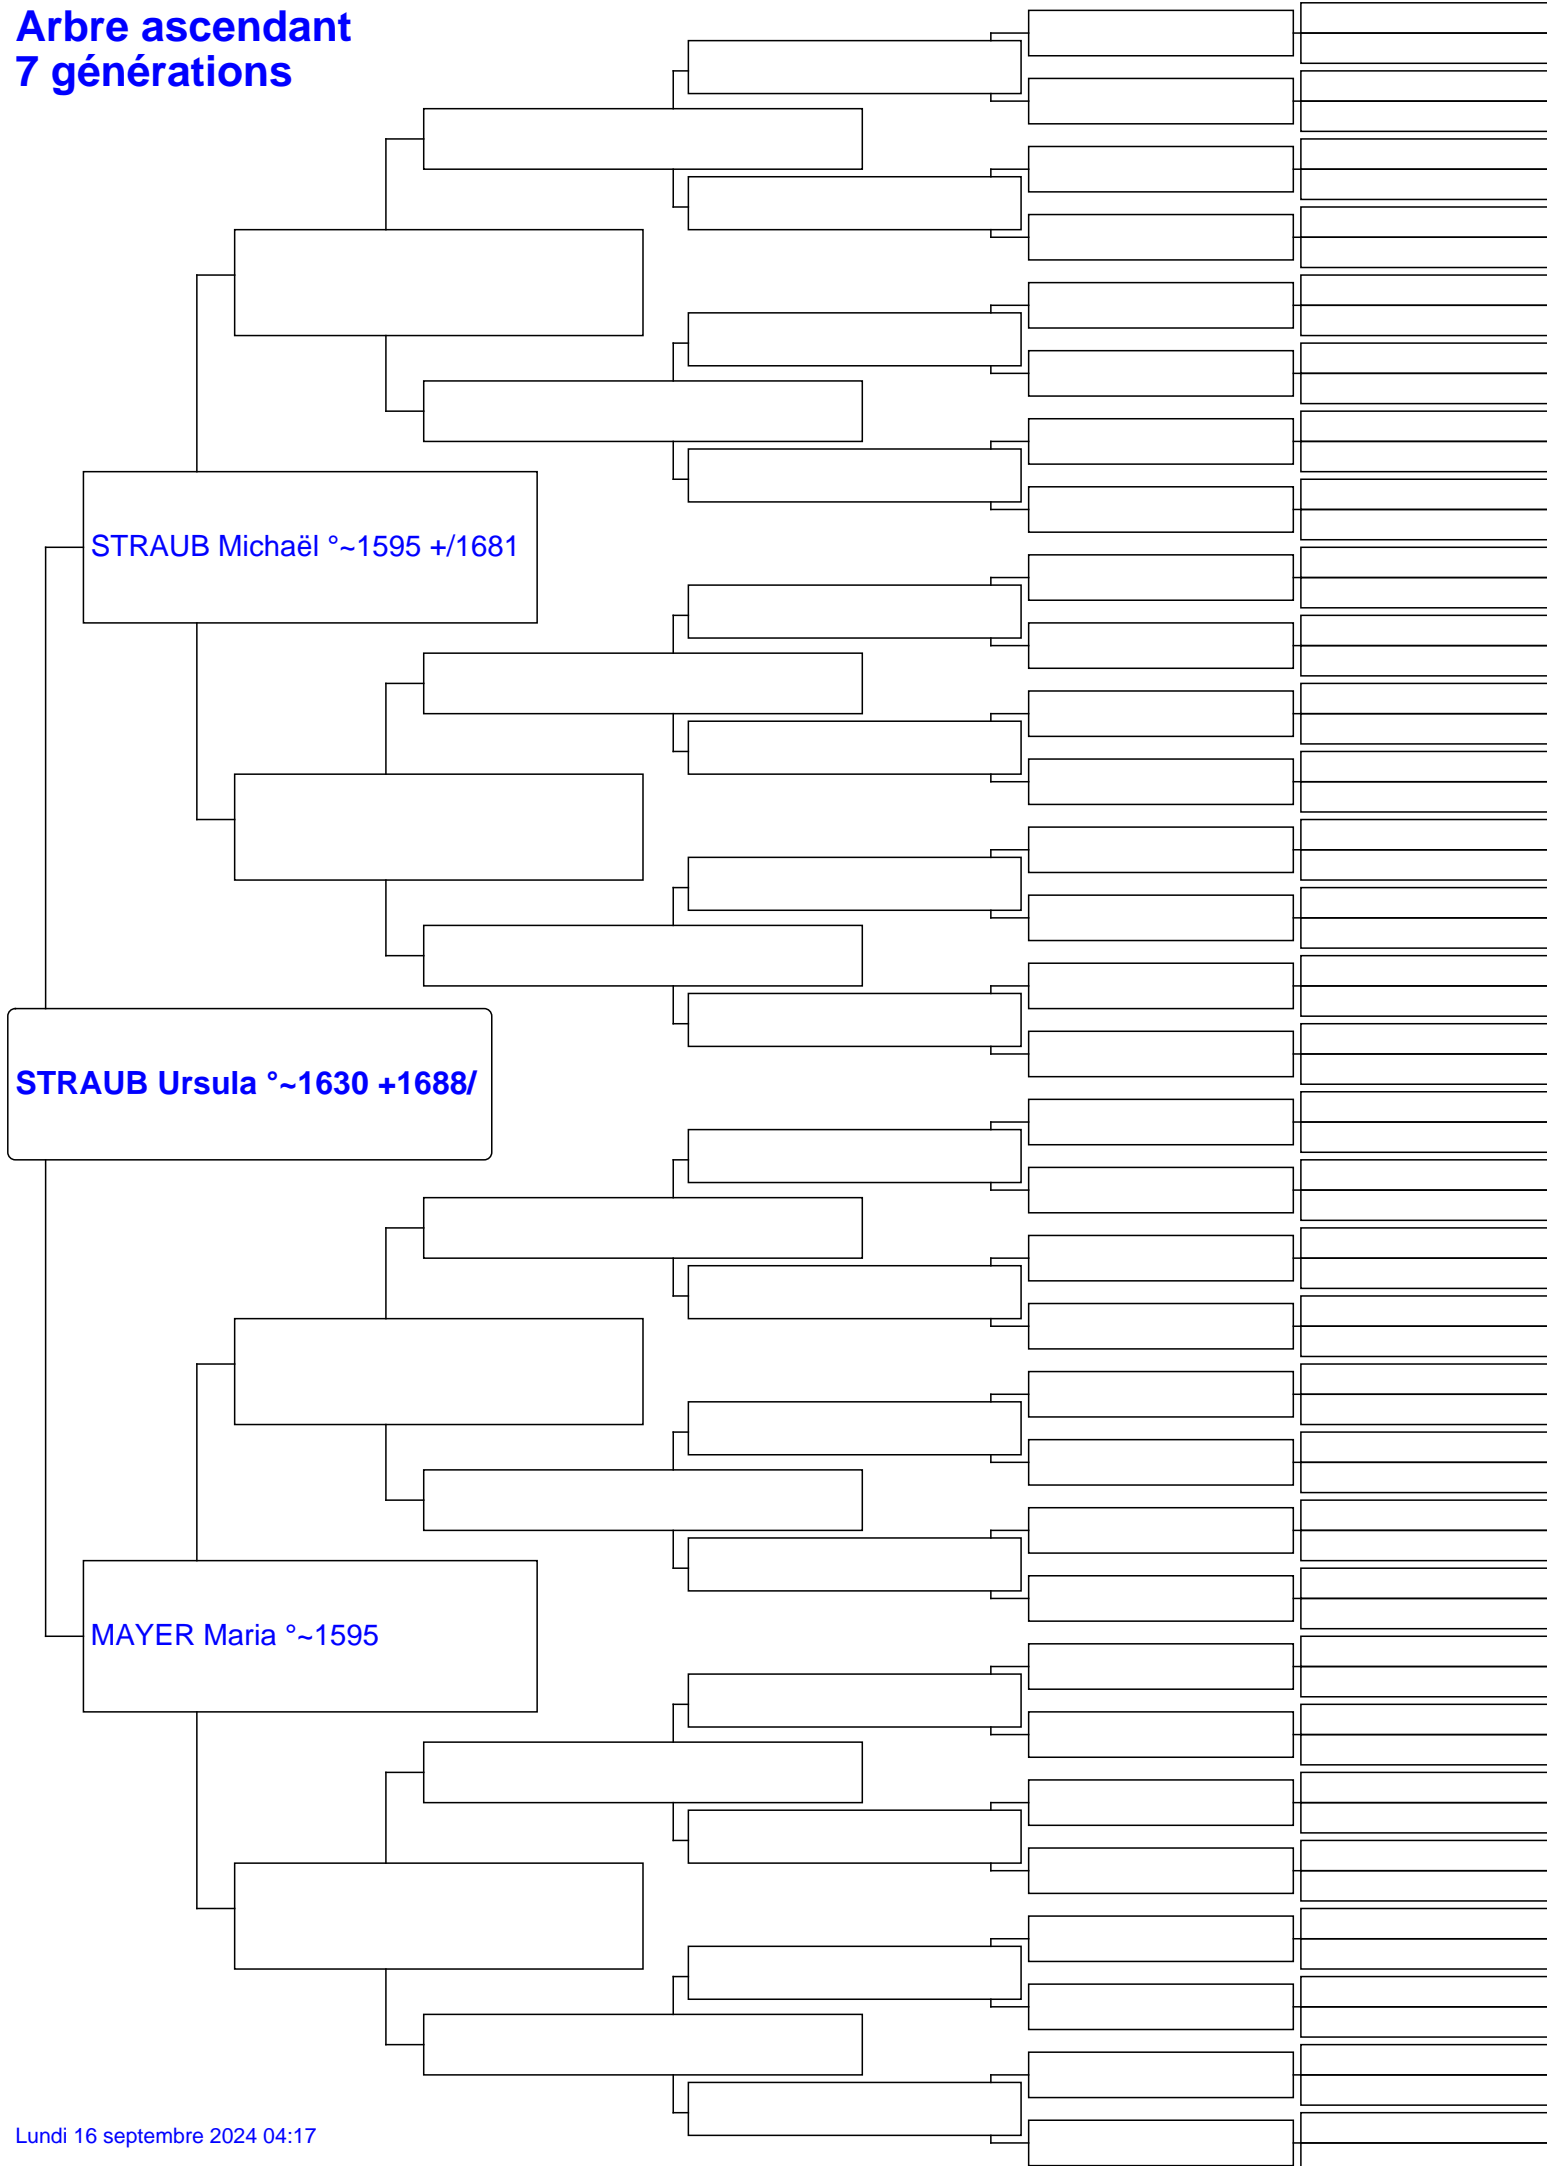 Arbre ascendant
7 générations
STRAUB Michaël °~1595 +/1681
STRAUB Ursula °~1630 +1688/
MAYER Maria °~1595
Lundi 16 septembre 2024 04:17